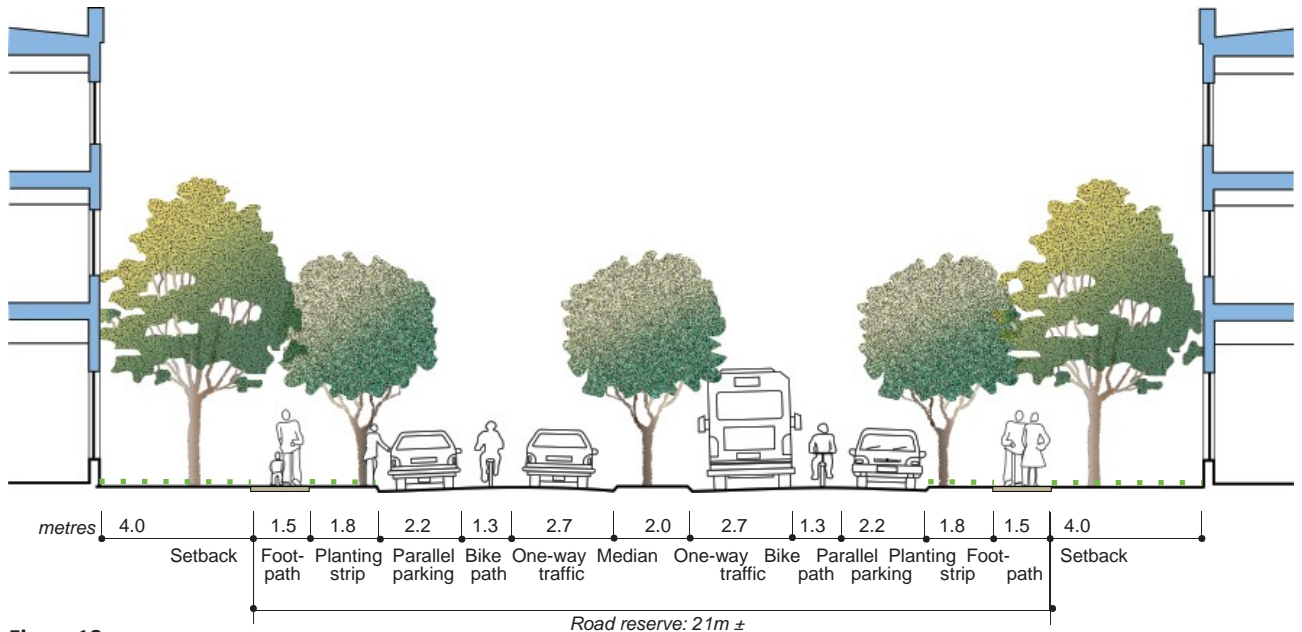 metres 4.0 1.5 1.8 2.2 1.3 2.7 2.0 2.7 1.3 2.2 1.8 1.5 4.0
Setback Foot- Planting Parallel Bike One-way Median One-way Bike Parallel Planting Foot- Setback
path strip parking path traffic traffic path parking strip path
Road reserve: 21m ±